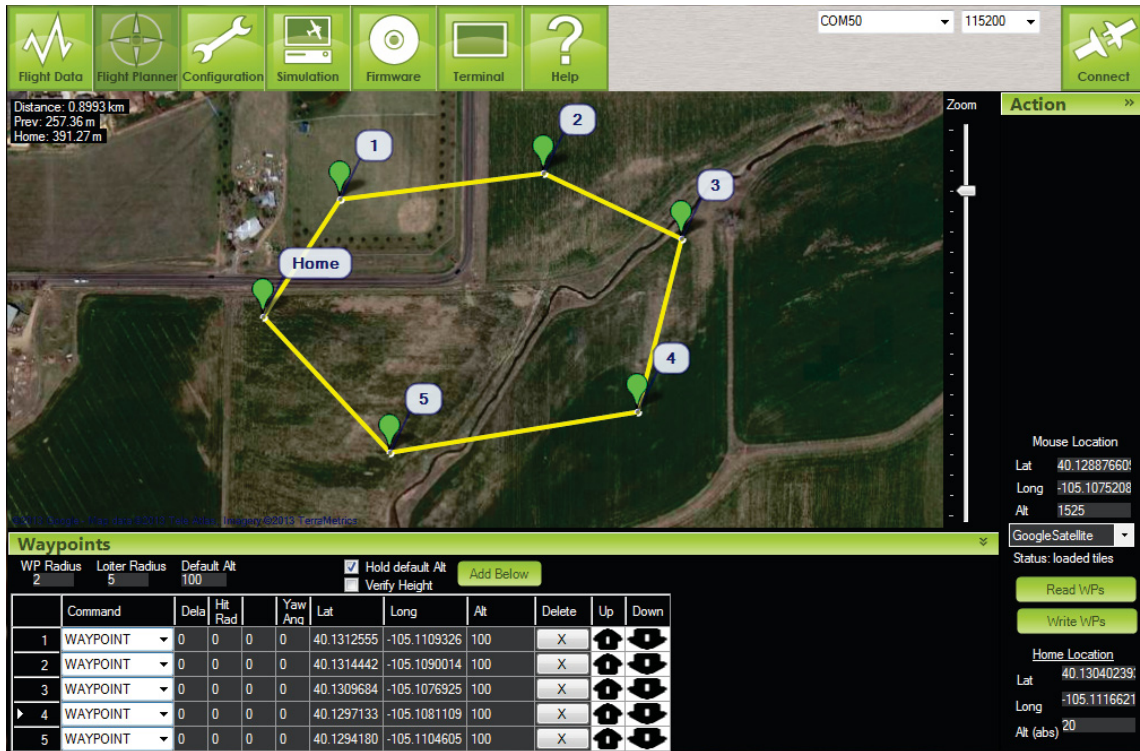 COM50 115200
Flight Data Flight Planner Configuration Simulation Firmware Terminal Help Connect
Distance: 0.8993 km
Prev: 257.36 m
Home: 391.27 m
Zoom
Action »
1
2
3
Home
4
5
Imagery ©2013 TerraMetrics
Mouse Location
Lat 40.12887660
Long -105.1075208
Alt 1525
GoogleSatellite
Status: loaded tiles
Read WPs
Write WPs
Home Location
Lat 40.13040239
Long -105.1116621
Alt (abs) 20
Waypoints
WP Radius Loiter Radius Default Alt
2 5 100
Hold default Alt
Verify Height
Add Below
Command Dela Hit Rad Yaw Ang Lat Long Alt Delete Up Down
1 WAYPOINT 0 0 0 0 40.1312555 -105.1109326 100 X
2 WAYPOINT 0 0 0 0 40.1314442 -105.1090014 100 X
3 WAYPOINT 0 0 0 0 40.1309684 -105.1076925 100 X
4 WAYPOINT 0 0 0 0 40.1297133 -105.1081109 100 X
5 WAYPOINT 0 0 0 0 40.1294180 -105.1104605 100 X